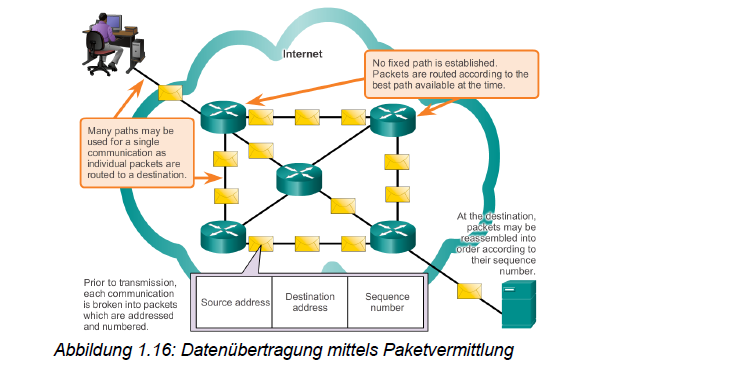 Internet
No fixed path is established.
Packets are routed according to the
best path available at the time.
Many paths may be
used for a single
communication as
individual packets are
routed to a destination.
At the destination,
packets may be
reassembled into
order according to
their sequence
number.
Prior to transmission,
each communication
is broken into packets
which are addressed
and numbered.
Source address
Destination
address
Sequence
number
Abbildung 1.16: Datenübertragung mittels Paketvermittlung